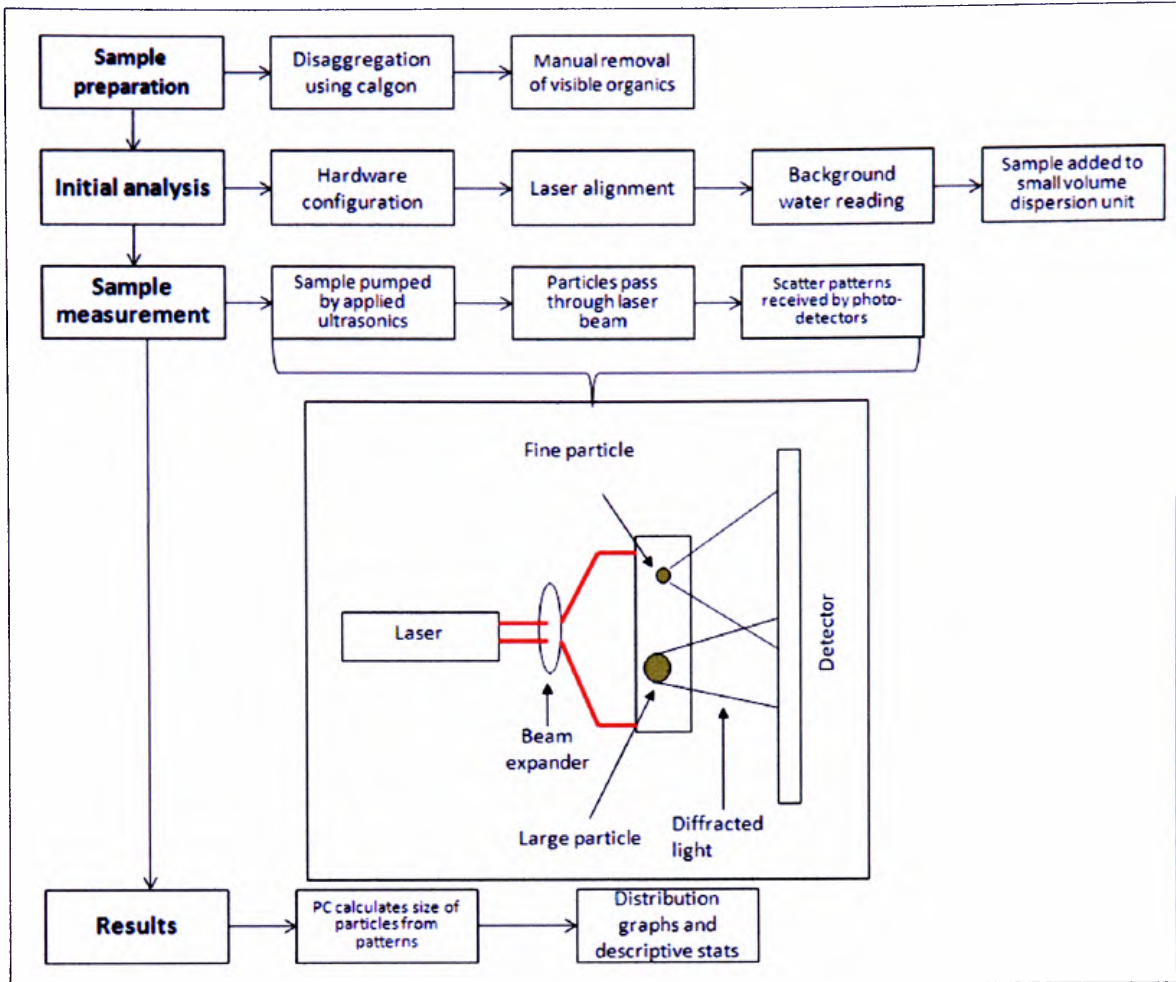 Sample
preparation
Disaggregation
using calgon
Manual removal
of visible organics
Initial analysis
Hardware
configuration
Laser alignment
Background
water reading
Sample added to
small volume
dispersion unit
Sample
measurement
Sample pumped
by applied
ultrasonics
Particles pass
through laser
beam
Scatter patterns
received by photo-
detectors
Fine particle
Laser
Detector
Beam
expander
Large particle
Diffracted
light
Results
PC calculates size of
particles from
patterns
Distribution
graphs and
descriptive stats